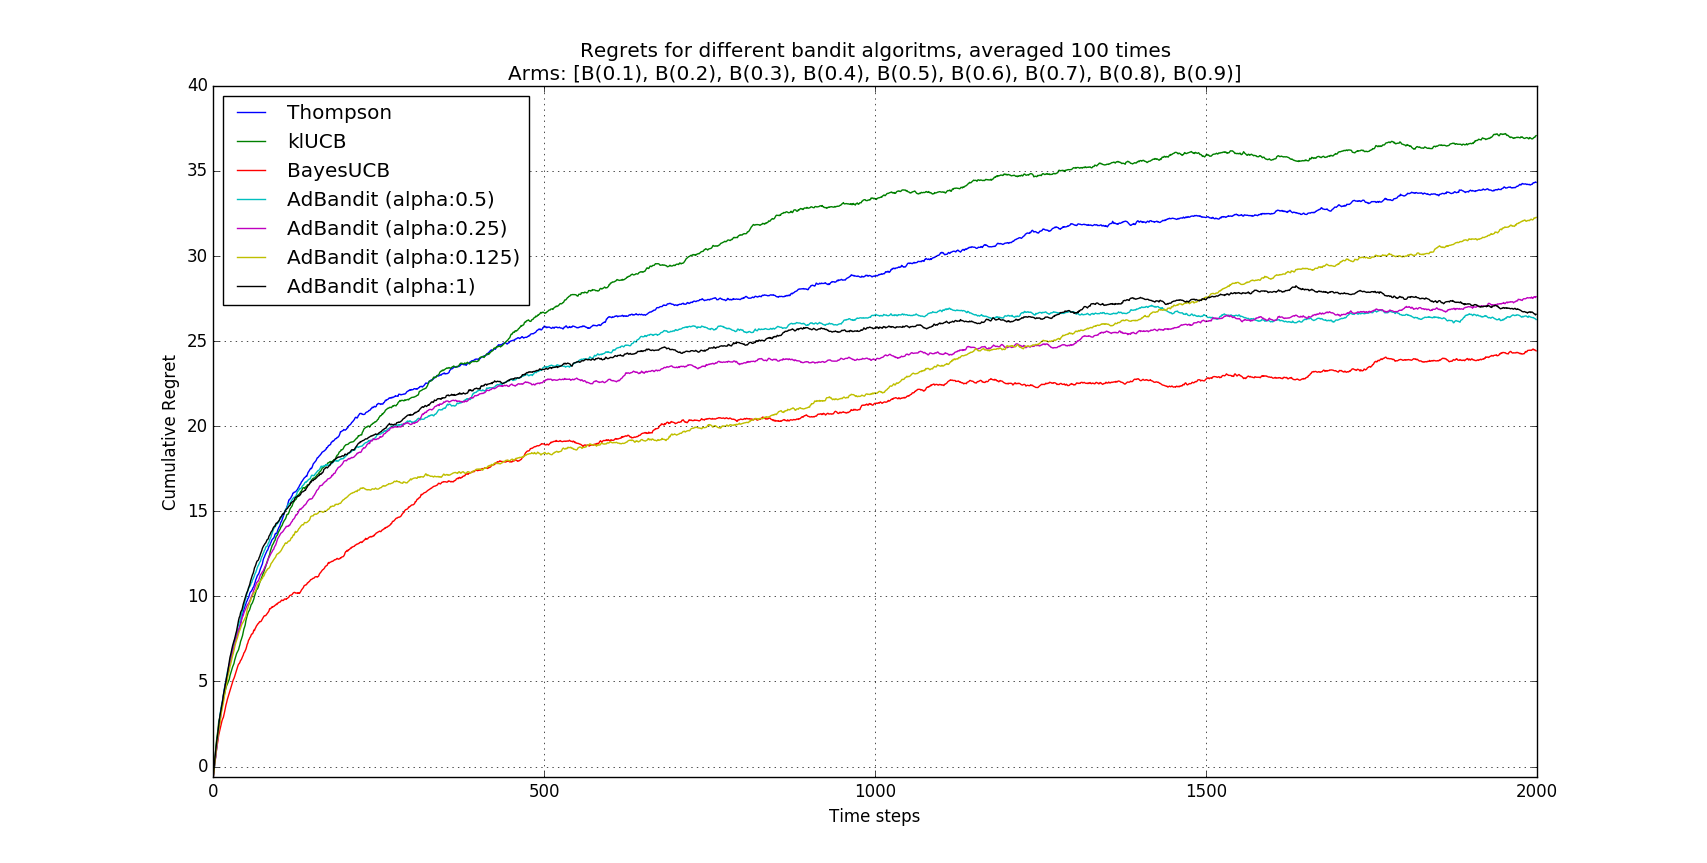 Regrets for different bandit algoritms, averaged 100 times
Arms: [B(0.1), B(0.2), B(0.3), B(0.4), B(0.5), B(0.6), B(0.7), B(0.8), B(0.9)]
40
35
30
25
20
15
10
5
0
Cumulative Regret
Thompson
klUCB
BayesUCB
AdBandit (alpha:0.5)
AdBandit (alpha:0.25)
AdBandit (alpha:0.125)
AdBandit (alpha:1)
0 500 1000 1500 2000
Time steps